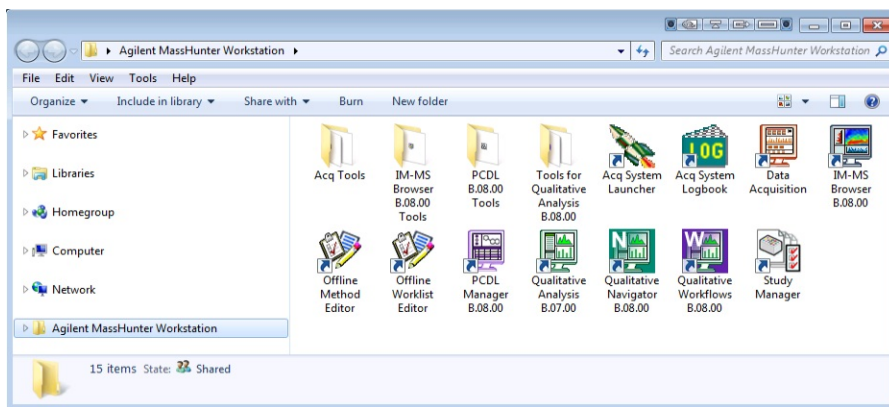 Agilent MassHunter Workstation
Search Agilent MassHunter Workstation
File Edit View Tools Help
Organize Include in library Share with Burn New folder
Favorites
Libraries
Homegroup
Computer
Network
Agilent MassHunter Workstation
Acq Tools
IM-MS
Browser
B.08.00
Tools
PCDL
B.08.00
Tools
Tools for
Qualitative
Analysis
B.08.00
Acq System
Launcher
LOG
Acq System
Logbook
Data
Acquisition
IM-MS
Browser
B.08.00
Offline
Method
Editor
Offline
Worklist
Editor
PCDL
Manager
B.08.00
Qualitative
Analysis
B.07.00
N
Qualitative
Navigator
B.08.00
W
Qualitative
Workflows
B.08.00
Study
Manager
15 items State: Shared